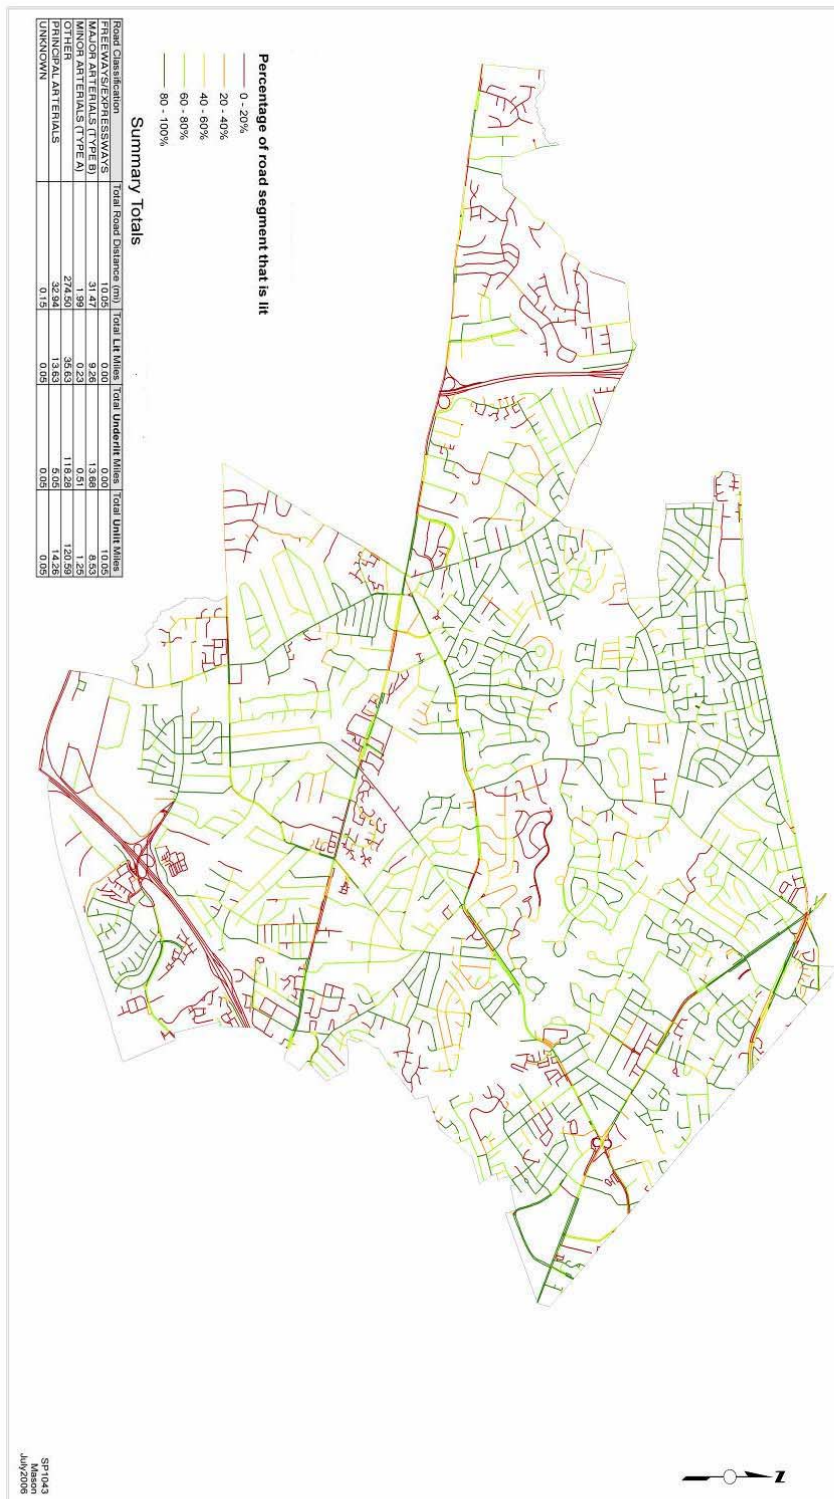 Percentage of road segment that is lit
0 - 20%
20 - 40%
40 - 60%
60 - 80%
80 - 100%
Summary Totals
Road Classification Total Road Distance (mi) Total Lit Miles Total Underlit Miles Total Unlit Miles
FREEWAYS/EXPRESSWAYS 10.05 0.00 0.00 10.05
MAJOR ARTERIALS (TYPE B) 31.47 9.26 13.68 8.53
MINOR ARTERIALS (TYPE A) 1.99 0.23 0.51 1.25
OTHER 274.50 35.63 118.28 120.59
PRINCIPAL ARTERIALS 32.94 13.63 5.05 14.26
UNKNOWN 0.15 0.05 0.05 0.05
N
SP1043
Mason
July2006